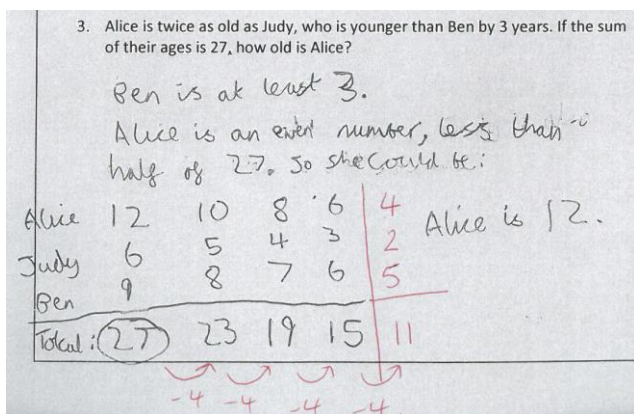 3. Alice is twice as old as Judy, who is younger than Ben by 3 years. If the sum
of their ages is 27, how old is Alice?
Ben is at least 3.
Alice is an even number, less than
half of 27. So she could be:
Alice 12 10 8 6 4
Judy 6 5 4 3 2
Ben 9 8 7 6 5
Total: 27 23 19 15 11
-4 -4 -4 -4
Alice is 12.